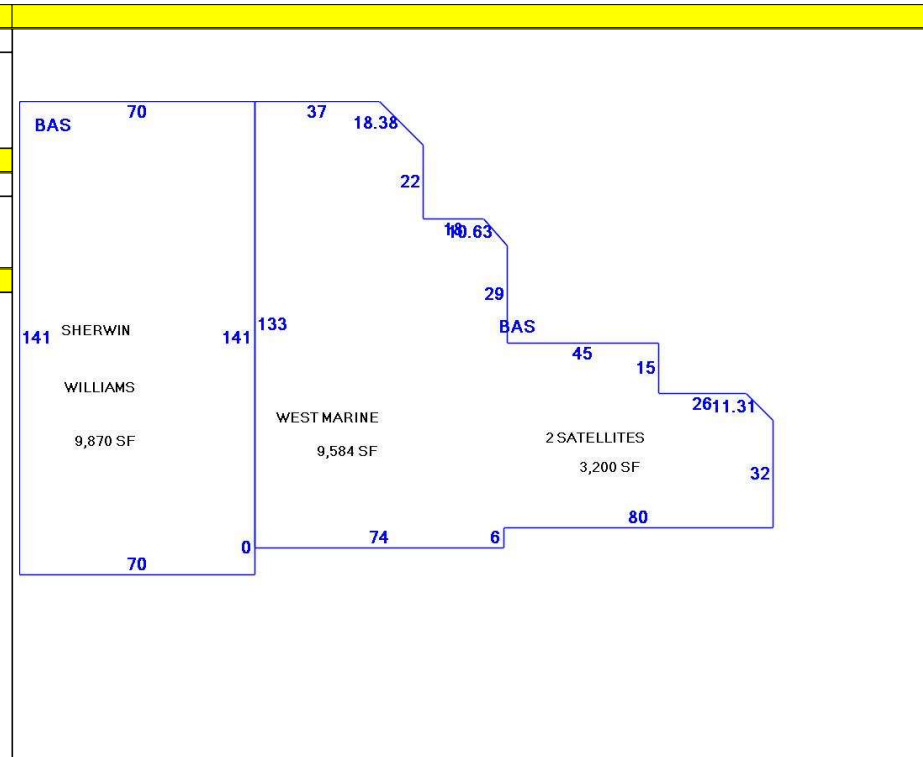 70
37
BAS
18.38
22
18
10.63
29
133
BAS
SHERWIN
141
141
45
15
WILLIAMS
26
11.31
WEST MARINE
2 SATELLITES
9,870 SF
9,584 SF
3,200 SF
32
80
74
6
0
70